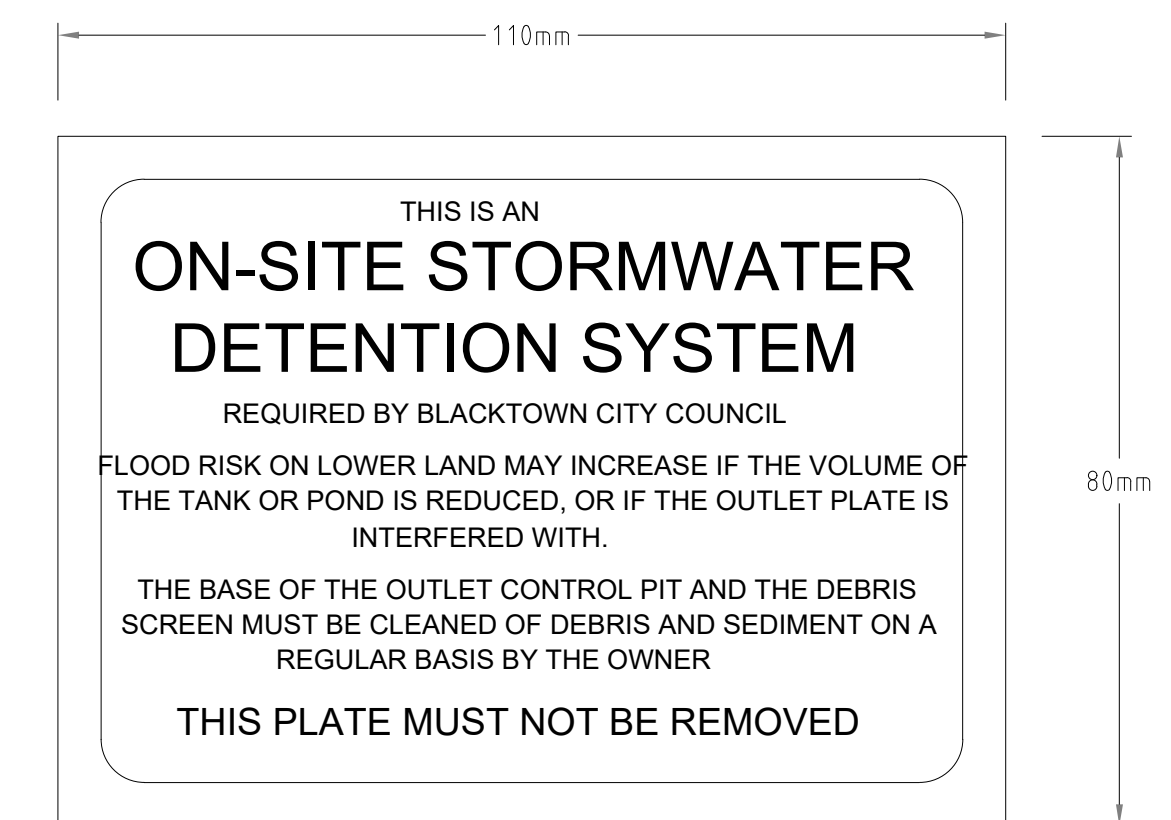 110mm
THIS IS AN
ON-SITE STORMWATER
DETENTION SYSTEM
REQUIRED BY BLACKTOWN CITY COUNCIL
FLOOD RISK ON LOWER LAND MAY INCREASE IF THE VOLUME OF
THE TANK OR POND IS REDUCED, OR IF THE OUTLET PLATE IS
INTERFERED WITH.
80mm
THE BASE OF THE OUTLET CONTROL PIT AND THE DEBRIS
SCREEN MUST BE CLEANED OF DEBRIS AND SEDIMENT ON A
REGULAR BASIS BY THE OWNER
THIS PLATE MUST NOT BE REMOVED